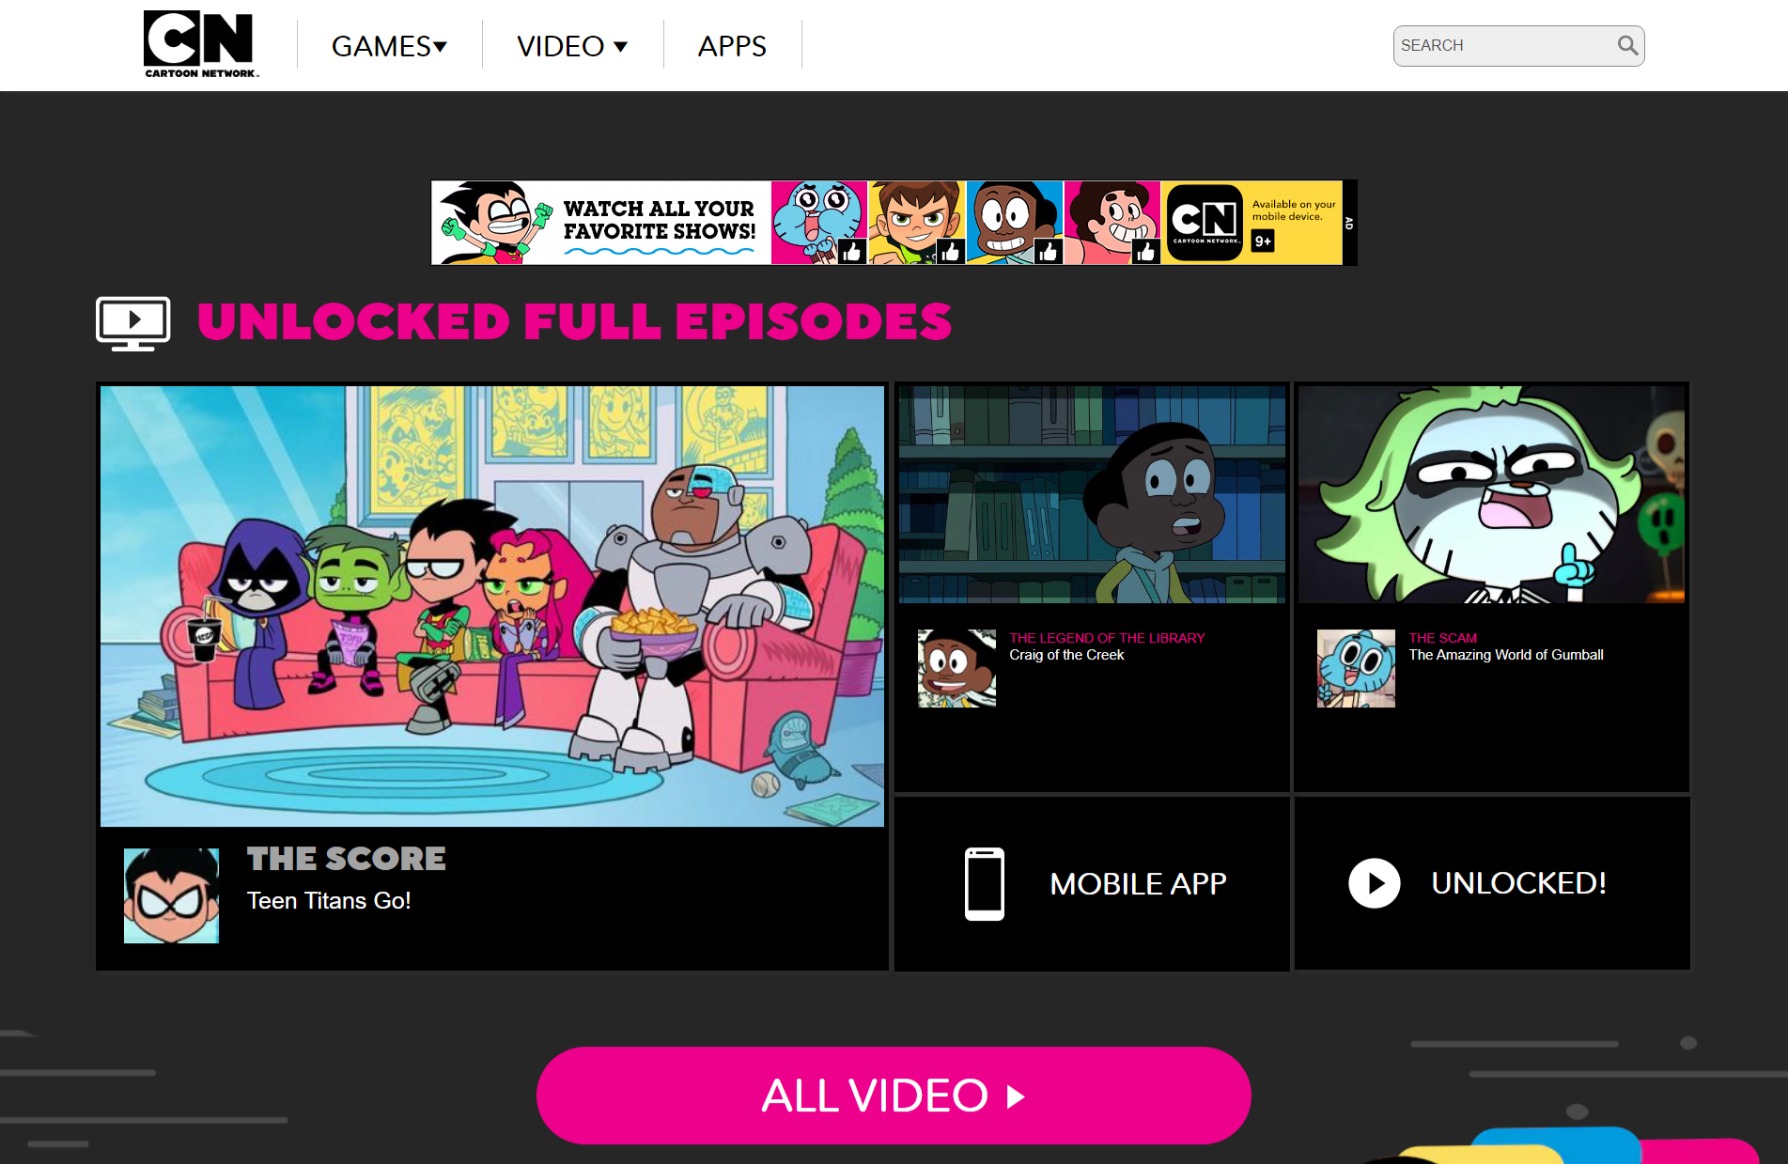 CN
CARTOON NETWORK™
GAMES▾
VIDEO ▾
APPS
SEARCH
WATCH ALL YOUR
FAVORITE SHOWS!
CN
CARTOON NETWORK
Available on your
mobile device.
9+
AD
UNLOCKED FULL EPISODES
TOFU
THE LEGEND OF THE LIBRARY
Craig of the Creek
THE SCAM
The Amazing World of Gumball
THE SCORE
Teen Titans Go!
MOBILE APP
UNLOCKED!
ALL VIDEO